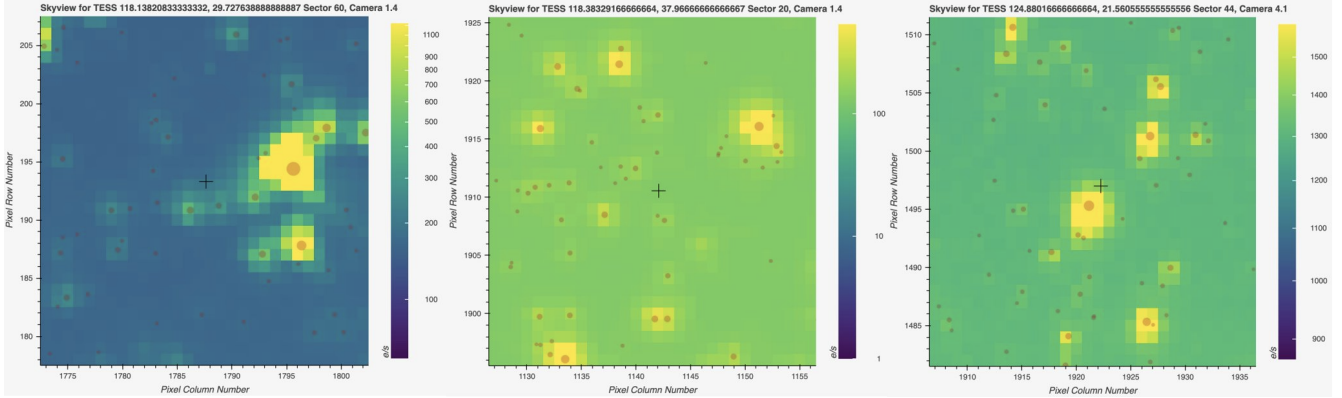 Skyview for TESS 118.13820833333332, 29.727638888888887 Sector 60, Camera 1.4
205
200
195
190
185
180
Pixel Row Number
1775 1780 1785 1790 1795 1800
Pixel Column Number
1100
900
800
700
600
500
400
300
200
100
e/s
Skyview for TESS 118.38329166666664, 37.96666666666667 Sector 20, Camera 1.4
1925
1920
1915
1910
1905
1900
Pixel Row Number
1130 1135 1140 1145 1150 1155
Pixel Column Number
100
10
1
e/s
Skyview for TESS 124.88016666666664, 21.560555555555556 Sector 44, Camera 4.1
1510
1505
1500
1495
1490
1485
Pixel Row Number
1910 1915 1920 1925 1930 1935
Pixel Column Number
1500
1400
1300
1200
1100
1000
900
e/s